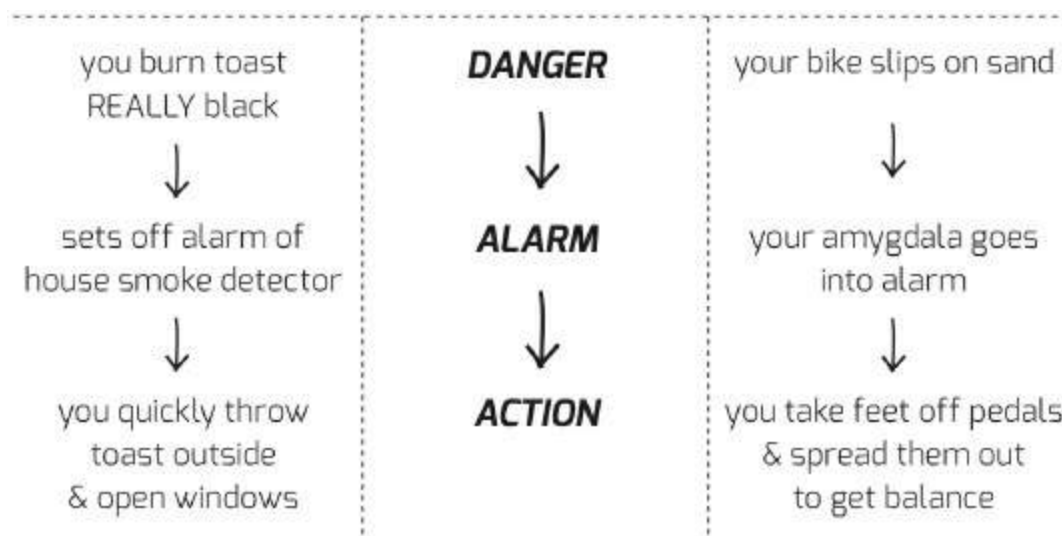 you burn toast
REALLY black
sets off alarm of
house smoke detector
you quickly throw
toast outside
& open windows
DANGER
ALARM
ACTION
your bike slips on sand
your amygdala goes
into alarm
you take feet off pedals
& spread them out
to get balance